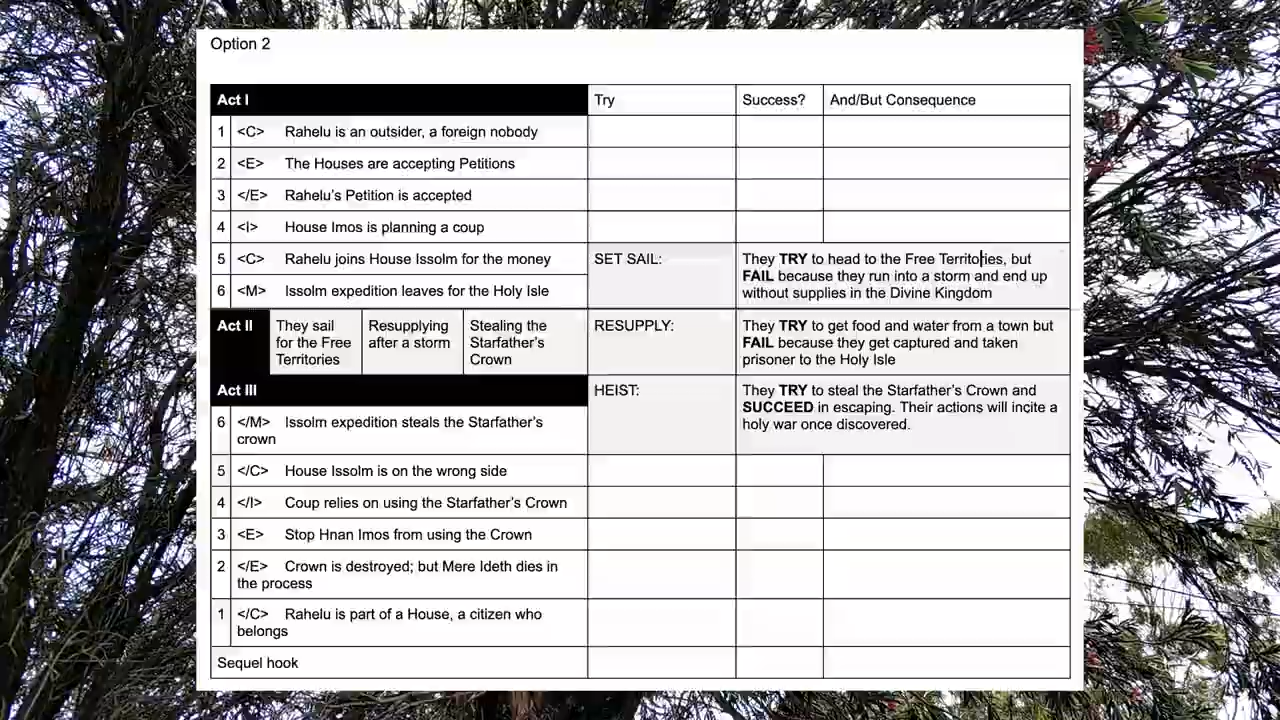 Option 2
Act I Try Success? And/But Consequence
1 <C> Rahelu is an outsider, a foreign nobody
2 <E> The Houses are accepting Petitions
3 </E> Rahelu's Petition is accepted
4 <I> House Imos is planning a coup
5 <C> Rahelu joins House Issolm for the money
6 <M> Issolm expedition leaves for the Holy Isle
SET SAIL:
They TRY to head to the Free Territories, but
FAIL because they run into a storm and end up
without supplies in the Divine Kingdom
Act II
They sail
for the Free
Territories
Resupplying
after a storm
Stealing the
Starfather's
Crown
RESUPPLY:
They TRY to get food and water from a town but
FAIL because they get captured and taken
prisoner to the Holy Isle
Act III
6 </M> Issolm expedition steals the Starfather's
crown
HEIST:
They TRY to steal the Starfather's Crown and
SUCCEED in escaping. Their actions will incite a
holy war once discovered.
5 </C> House Issolm is on the wrong side
4 </I> Coup relies on using the Starfather's Crown
3 <E> Stop Hnan Imos from using the Crown
2 </E> Crown is destroyed; but Mere Ideth dies in
the process
1 </C> Rahelu is part of a House, a citizen who
belongs
Sequel hook